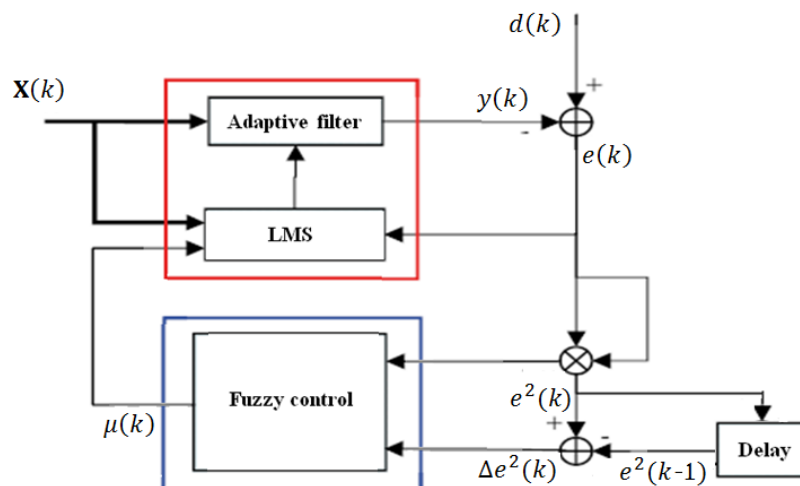 d(k)
X(k)
+
Adaptive filter
y(k)
-
e(k)
LMS
Fuzzy control
e²(k)
μ(k)
+
-
Δe²(k)
e²(k-1)
Delay